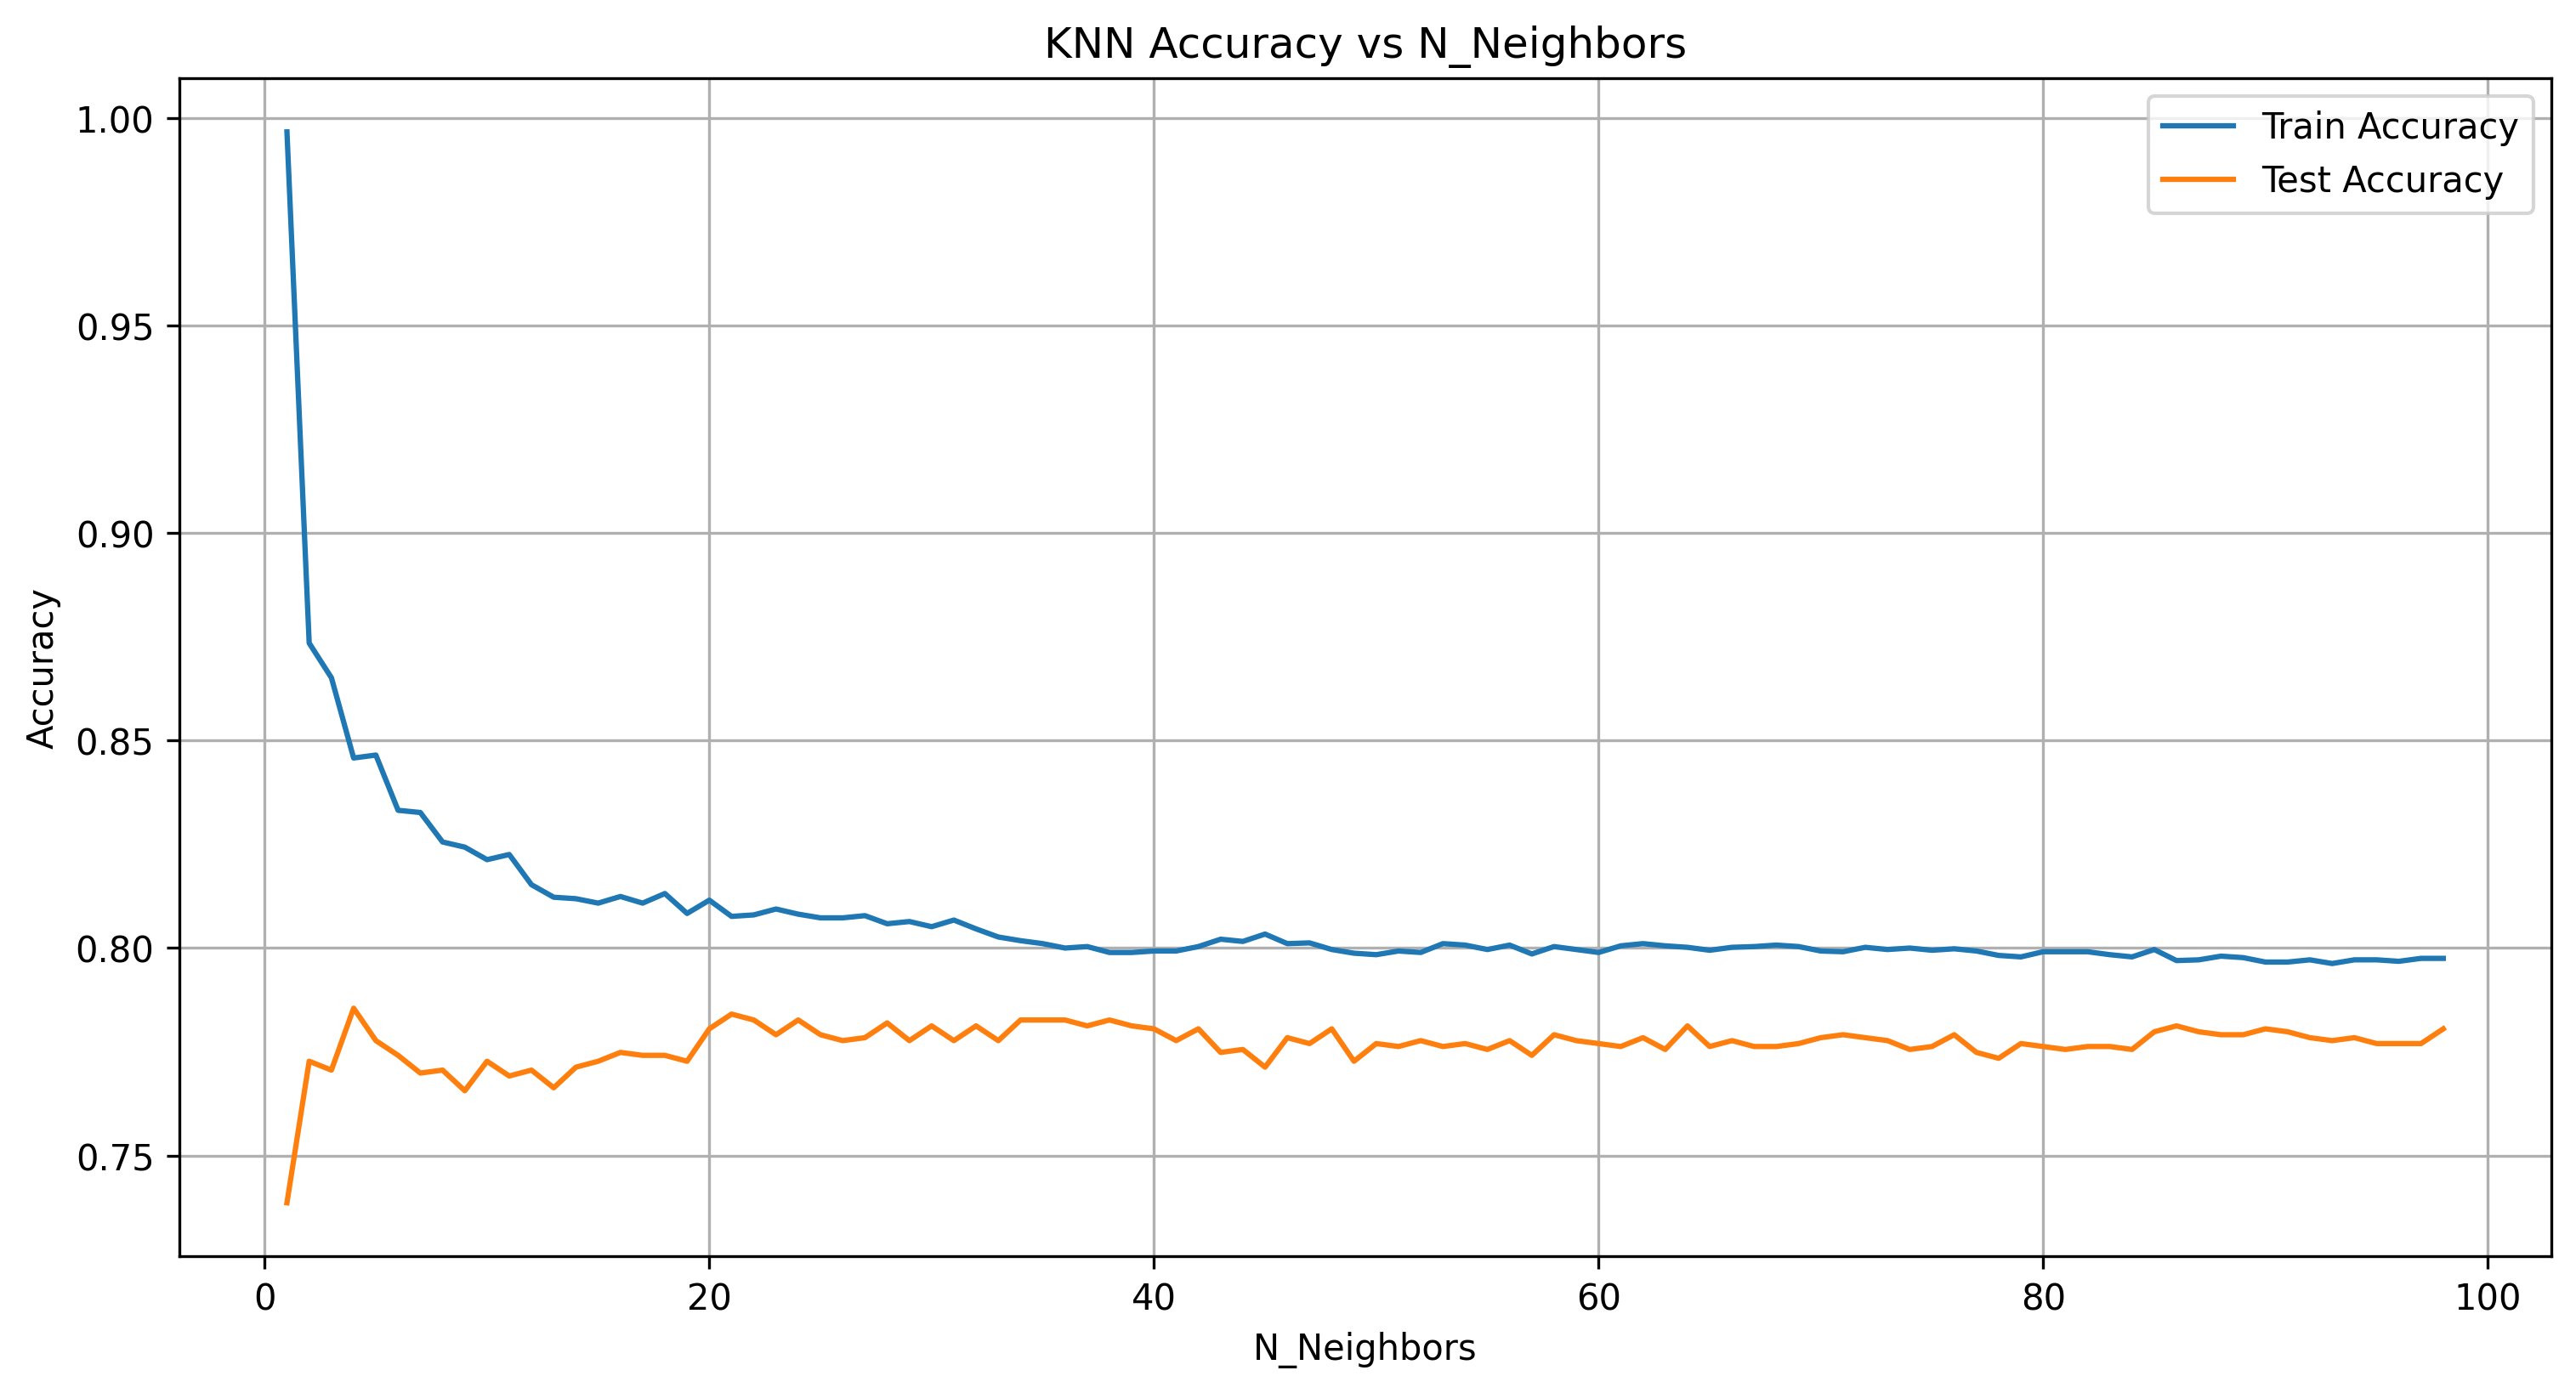 KNN Accuracy vs N_Neighbors
Train Accuracy
Test Accuracy
1.00
0.95
0.90
0.85
0.80
0.75
Accuracy
0 20 40 60 80 100
N_Neighbors